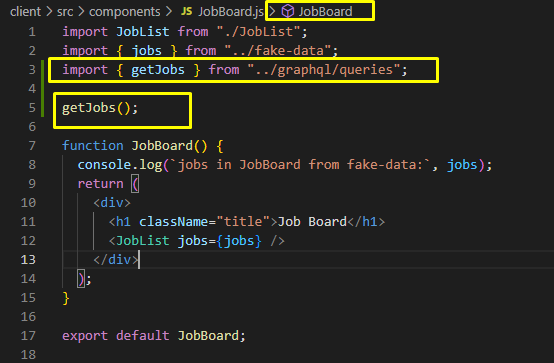 client > src > components > JS JobBoard.js > JobBoard
1 import JobList from "./JobList";
2 import { jobs } from "../fake-data";
3 import { getJobs } from "../graphql/queries";
4
5 getJobs();
6
7 function JobBoard() {
8   console.log(`jobs in JobBoard from fake-data:`, jobs);
9   return (
10     <div>
11       <h1 className="title">Job Board</h1>
12       <JobList jobs={jobs} />
13     </div>
14   );
15 }
16
17 export default JobBoard;
18